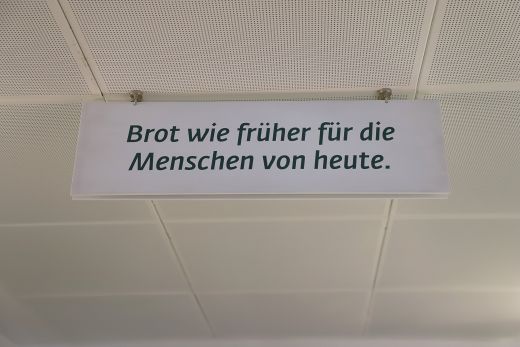 Brot wie früher für die
Menschen von heute.